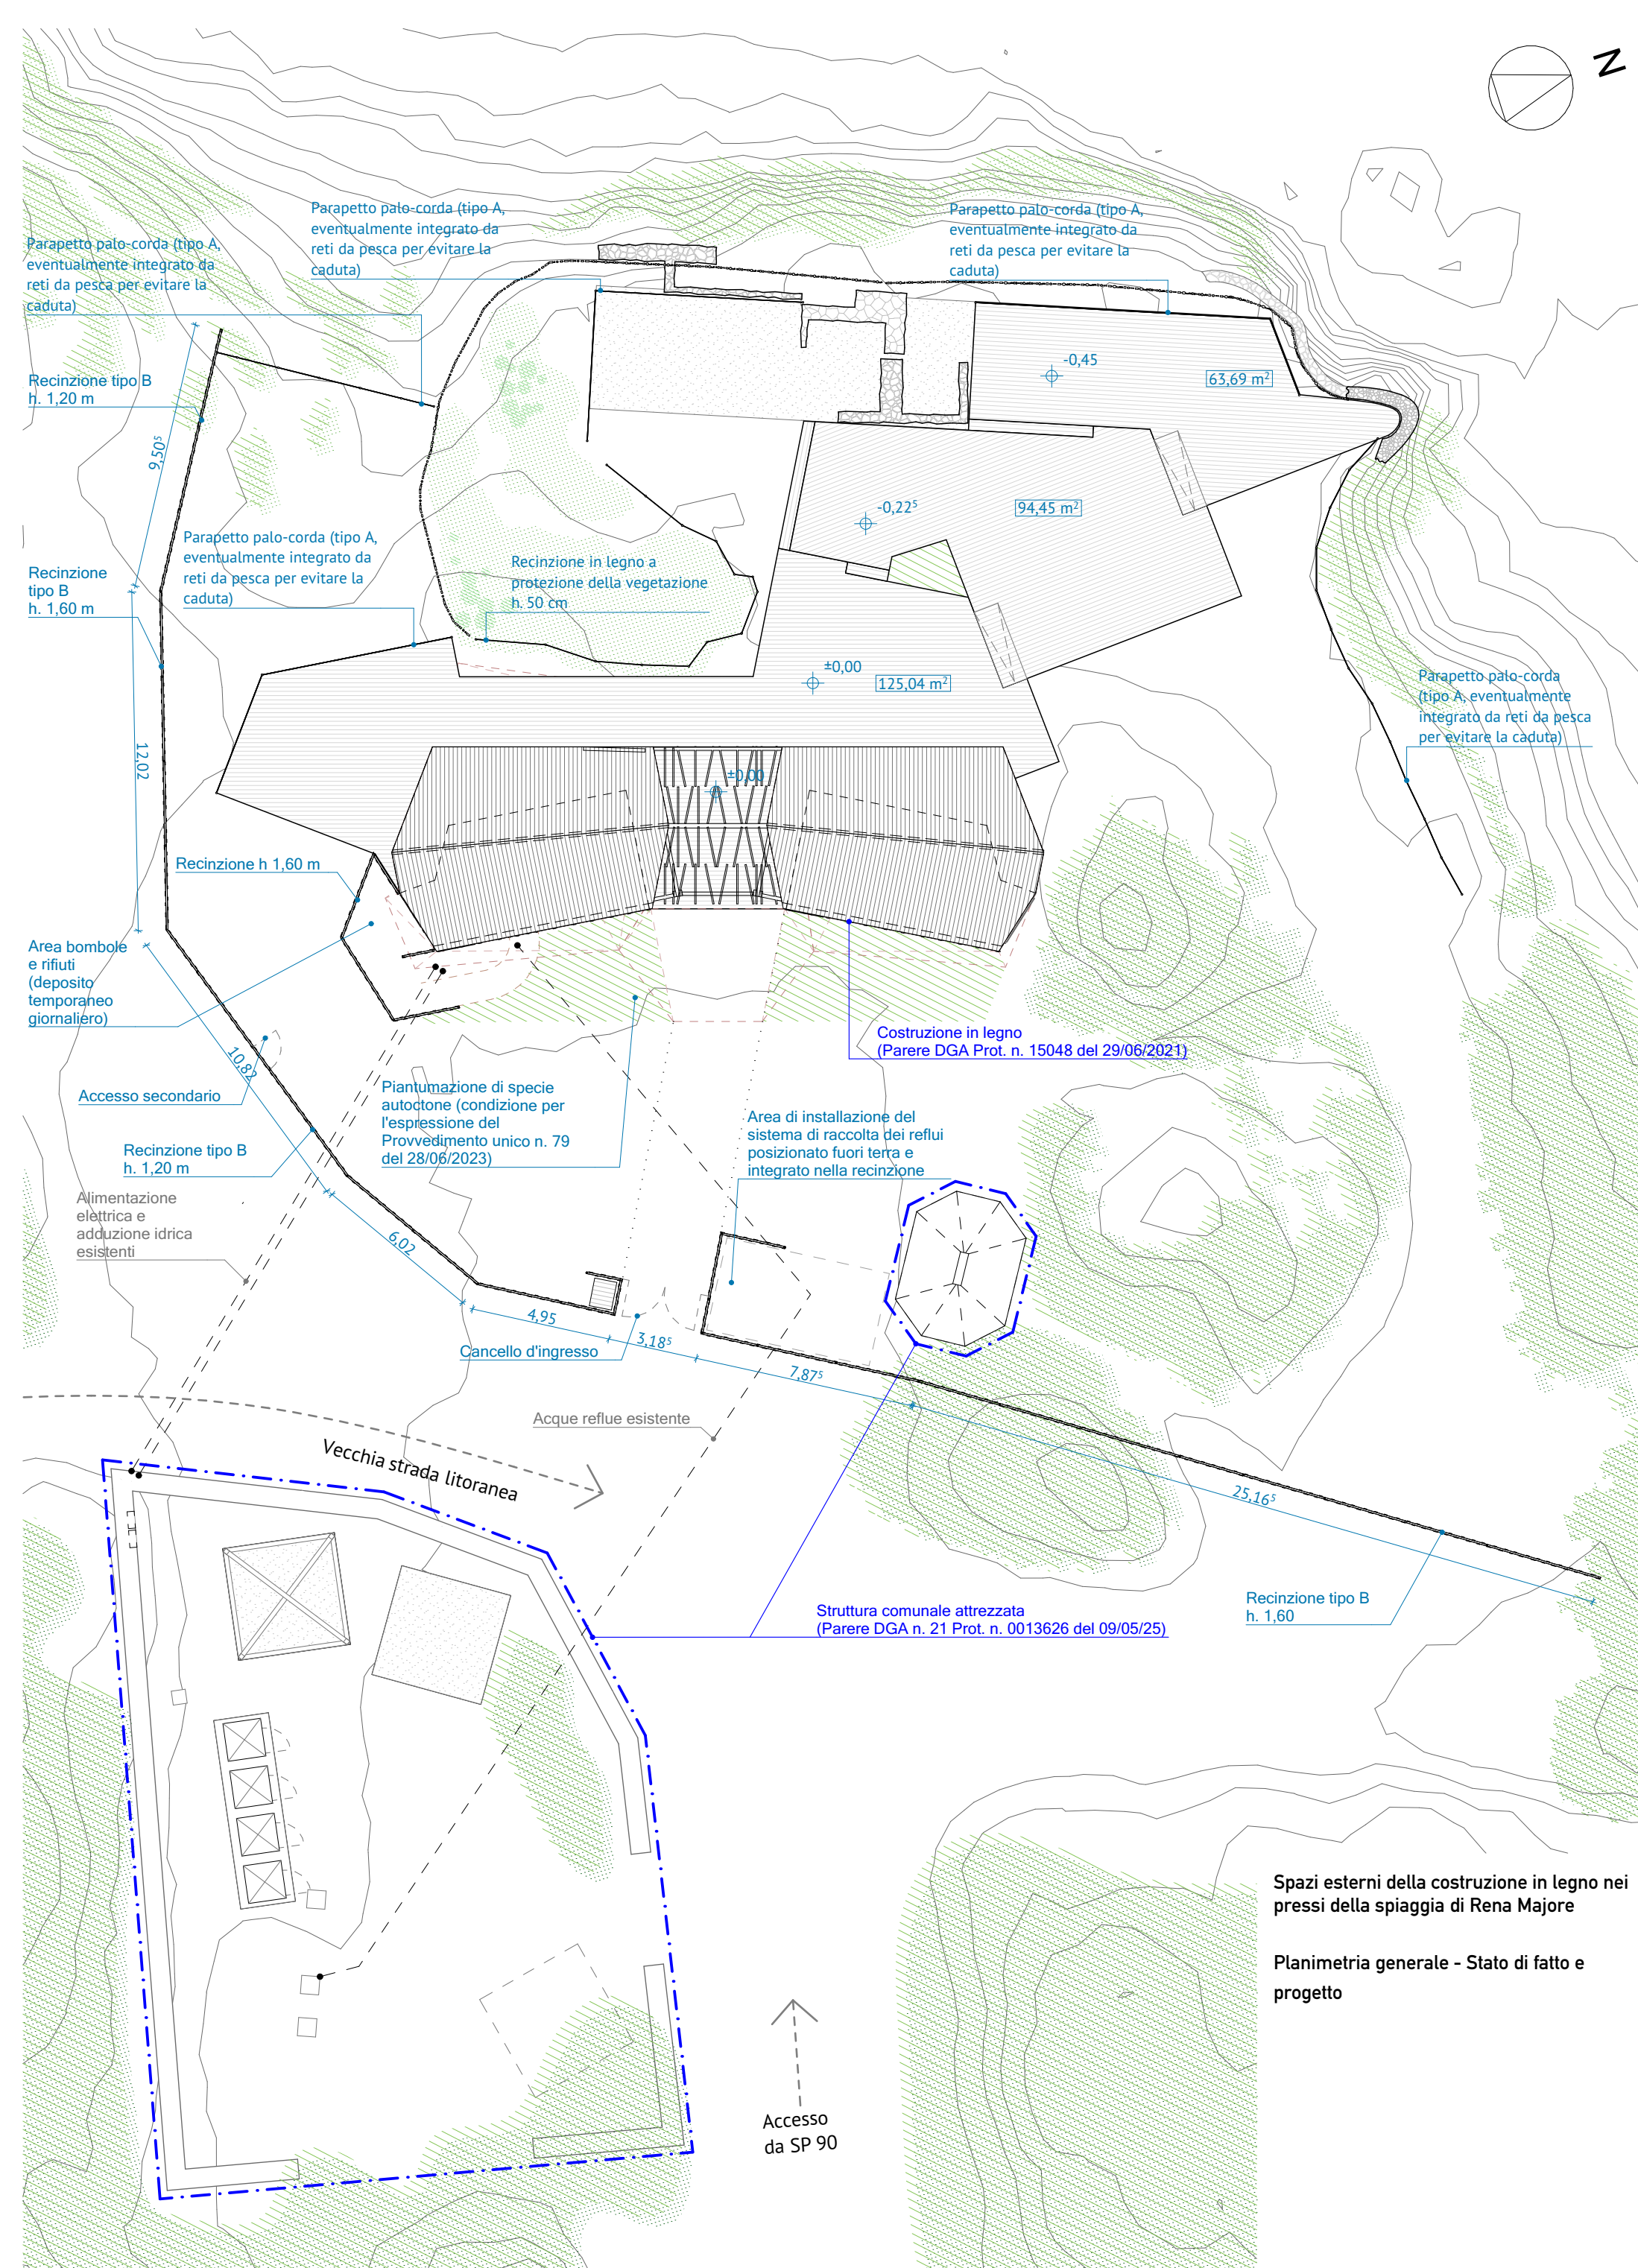 N
Parapetto palo-corda (tipo A,
eventualmente integrato da
reti da pesca per evitare la
caduta)
Parapetto palo-corda (tipo A,
eventualmente integrato da
reti da pesca per evitare la
caduta)
Parapetto palo-corda (tipo A,
eventualmente integrato da
reti da pesca per evitare la
caduta)
-0,45
63,69 m²
Recinzione tipo B
h. 1,20 m
9,50⁵
-0,22⁵
94,45 m²
Parapetto palo-corda (tipo A,
eventualmente integrato da
reti da pesca per evitare la
caduta)
Recinzione in legno a
protezione della vegetazione
h. 50 cm
Recinzione
tipo B
h. 1,60 m
±0,00
125,04 m²
Parapetto palo-corda
(tipo A, eventualmente
integrato da reti da pesca
per evitare la caduta)
12,02
±0,00
Recinzione h 1,60 m
Area bombole
e rifiuti
(deposito
temporaneo
giornaliero)
Costruzione in legno
(Parere DGA Prot. n. 15048 del 29/06/2021)
10,82
Accesso secondario
Piantumazione di specie
autoctone (condizione per
l'espressione del
Provvedimento unico n. 79
del 28/06/2023)
Area di installazione del
sistema di raccolta dei reflui
posizionato fuori terra e
integrato nella recinzione
Recinzione tipo B
h. 1,20 m
Alimentazione
elettrica e
adduzione idrica
esistenti
6,02
4,95
3,18⁵
Cancello d'ingresso
7,87⁵
Acque reflue esistente
Vecchia strada litoranea
25,16⁵
Struttura comunale attrezzata
(Parere DGA n. 21 Prot. n. 0013626 del 09/05/25)
Recinzione tipo B
h. 1,60
Spazi esterni della costruzione in legno nei
pressi della spiaggia di Rena Majore
Planimetria generale - Stato di fatto e
progetto
Accesso
da SP 90